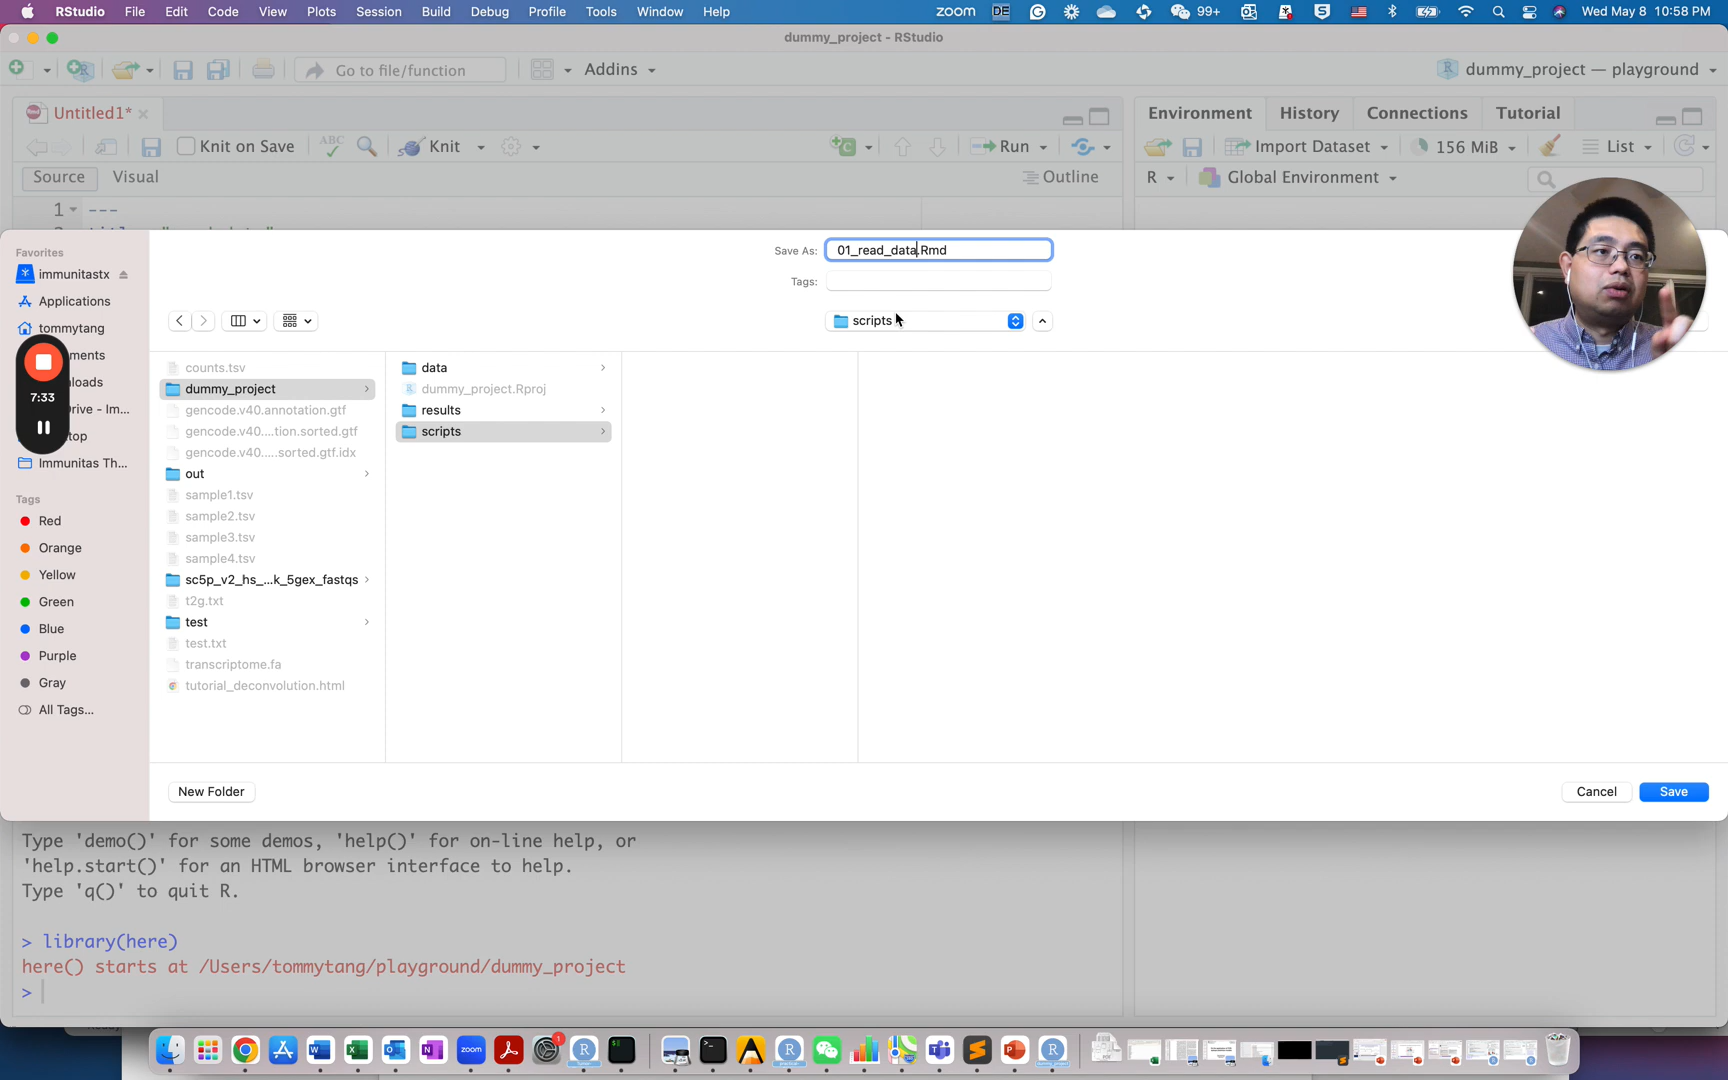 RStudio File Edit Code View Plots Session Build Debug Profile Tools Window Help zoom DE 99+ Wed May 8 10:58 PM
dummy_project - RStudio
Go to file/function Addins dummy_project — playground
Untitled1* Environment History Connections Tutorial
Knit on Save ABC Knit Run Import Dataset 156 MiB List
Source Visual Outline R Global Environment
1 ---
Favorites
immunitastx
Applications
tommytang
ments
loads
Drive - Im...
top
Immunitas Th...
7:33
Tags
Red
Orange
Yellow
Green
Blue
Purple
Gray
All Tags...
Save As: 01_read_data.Rmd
Tags:
scripts
counts.tsv
dummy_project
gencode.v40.annotation.gtf
gencode.v40....tion.sorted.gtf
gencode.v40.....sorted.gtf.idx
out
sample1.tsv
sample2.tsv
sample3.tsv
sample4.tsv
sc5p_v2_hs_...k_5gex_fastqs
t2g.txt
test
test.txt
transcriptome.fa
tutorial_deconvolution.html
data
dummy_project.Rproj
results
scripts
New Folder Cancel Save
Type 'demo()' for some demos, 'help()' for on-line help, or
'help.start()' for an HTML browser interface to help.
Type 'q()' to quit R.
> library(here)
here() starts at /Users/tommytang/playground/dummy_project
>
zoom